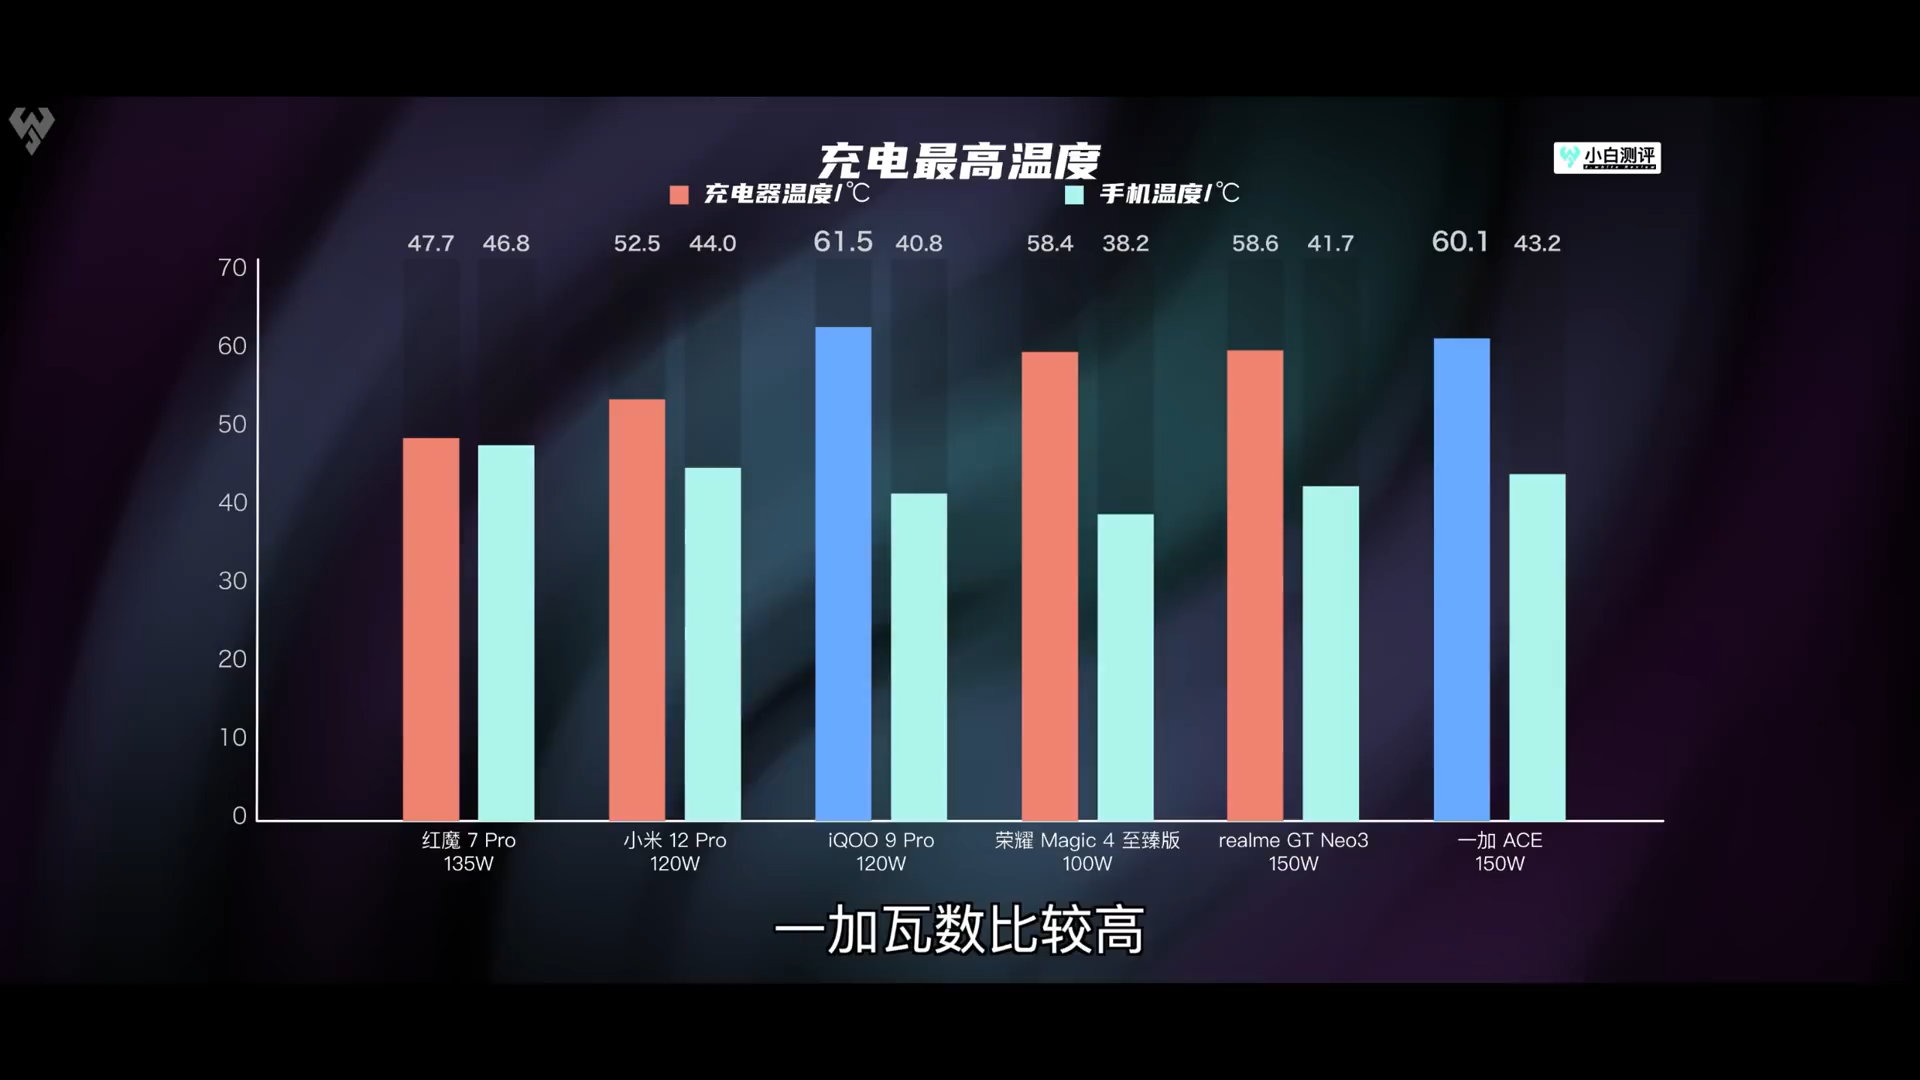 充电最高温度
小白测评
充电器温度/℃ 手机温度/℃
47.7 46.8 52.5 44.0 61.5 40.8 58.4 38.2 58.6 41.7 60.1 43.2
70
60
50
40
30
20
10
0
红魔 7 Pro 小米 12 Pro iQOO 9 Pro 荣耀 Magic 4 至臻版 realme GT Neo3 一加 ACE
135W 120W 120W 100W 150W 150W
一加瓦数比较高